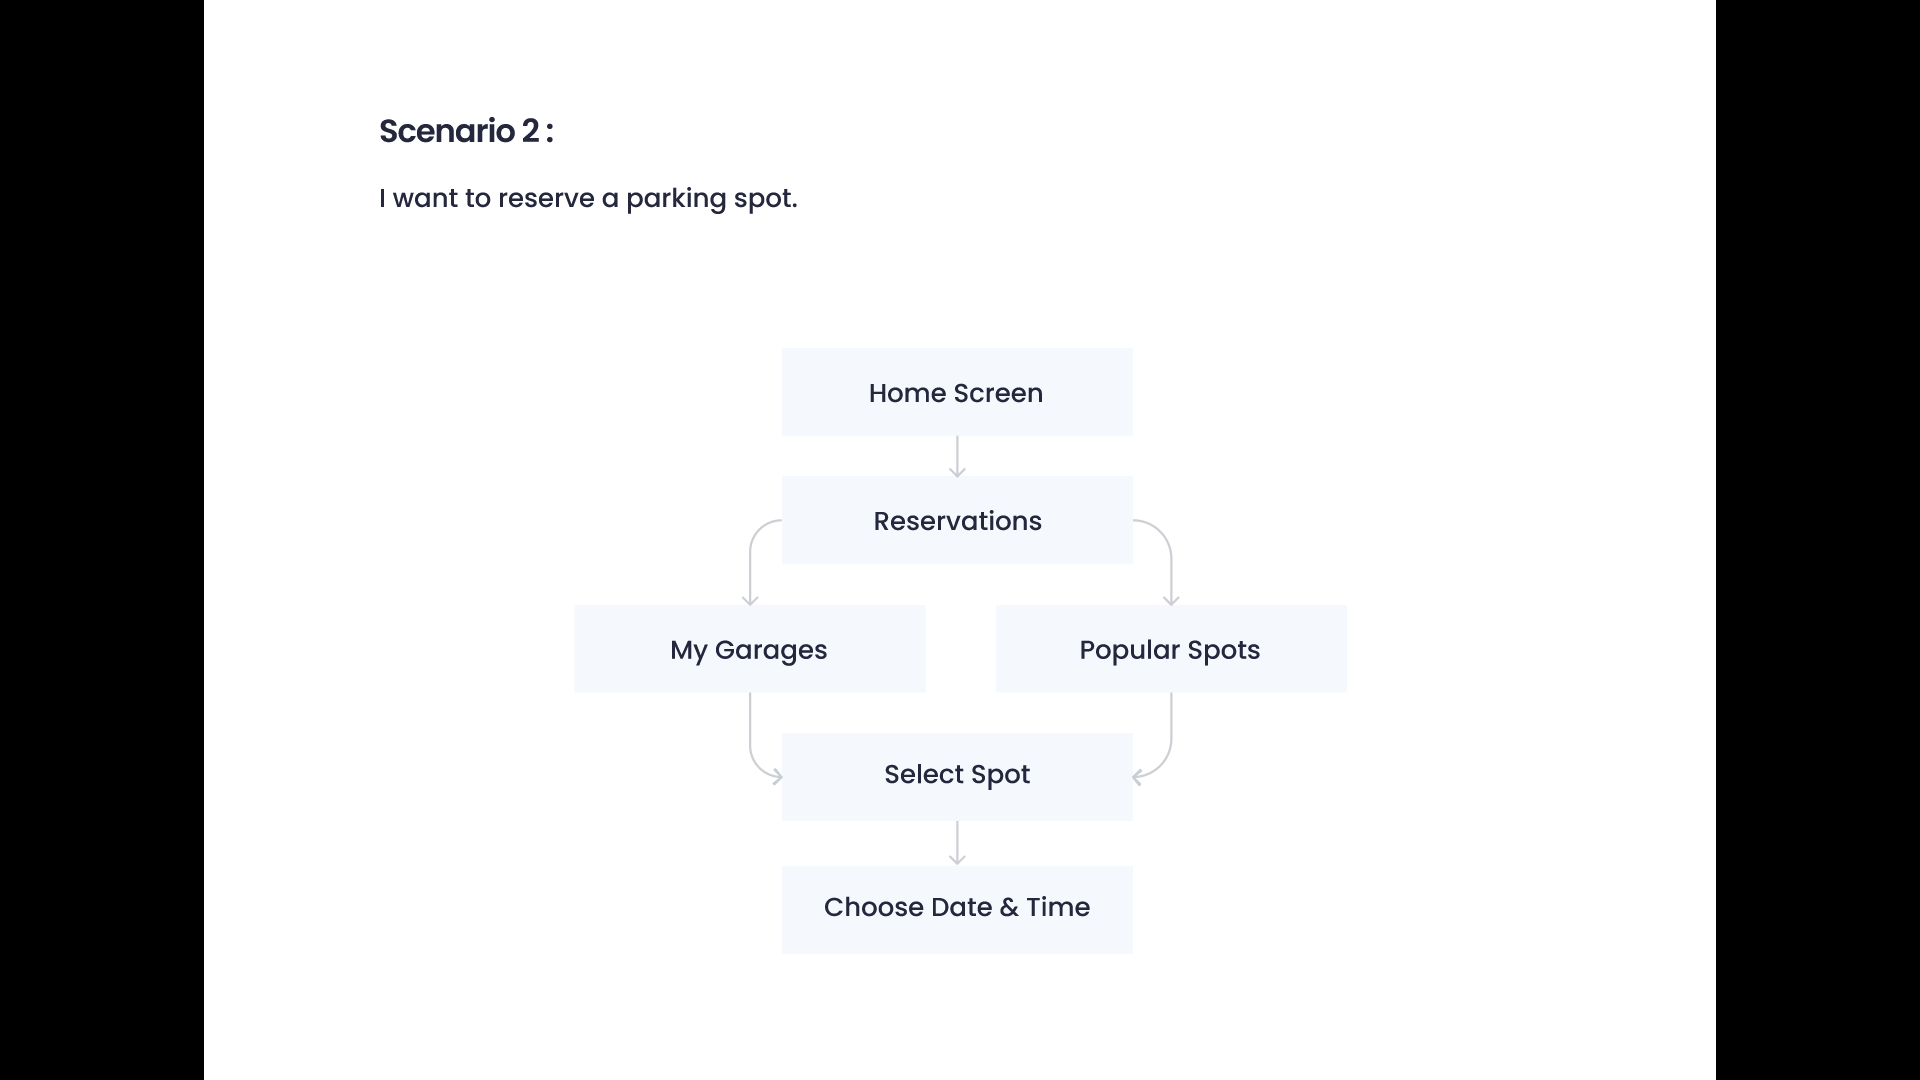 Scenario 2 :
I want to reserve a parking spot.
Home Screen
Reservations
My Garages
Popular Spots
Select Spot
Choose Date & Time